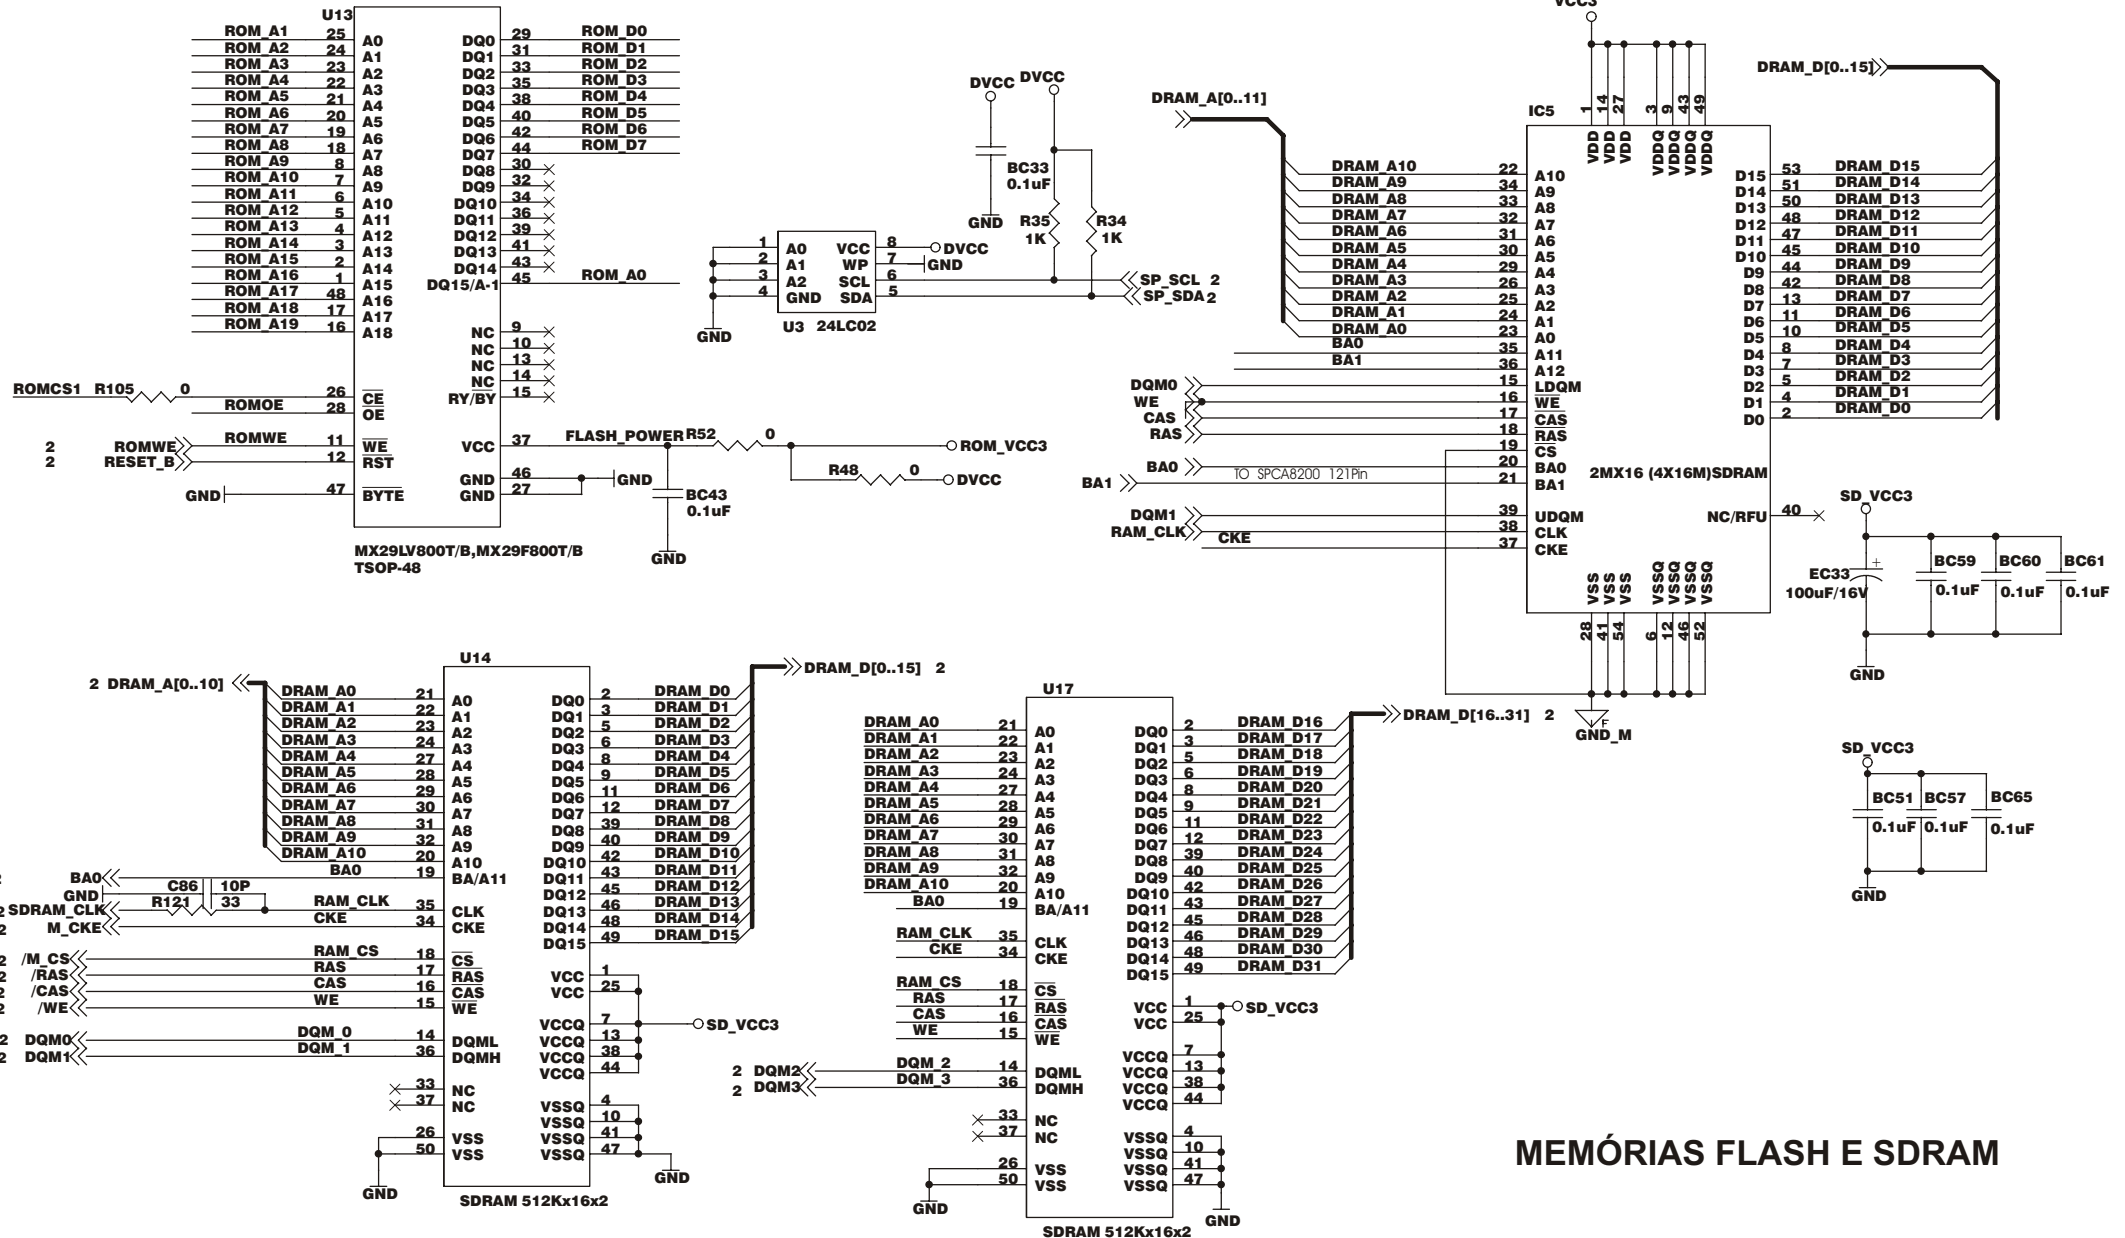 U13
ROM_A1 25 A0 DQ0 29 ROM_D0
ROM_A2 24 A1 DQ1 31 ROM_D1
ROM_A3 23 A2 DQ2 33 ROM_D2
ROM_A4 22 A3 DQ3 35 ROM_D3
ROM_A5 21 A4 DQ4 38 ROM_D4
ROM_A6 20 A5 DQ5 40 ROM_D5
ROM_A7 19 A6 DQ6 42 ROM_D6
ROM_A8 18 A7 DQ7 44 ROM_D7
ROM_A9 8 A8 DQ8 30
ROM_A10 7 A9 DQ9 32
ROM_A11 6 A10 DQ10 34
ROM_A12 5 A11 DQ11 36
ROM_A13 4 A12 DQ12 39
ROM_A14 3 A13 DQ13 41
ROM_A15 2 A14 DQ14 43
ROM_A16 1 A15 DQ15/A-1 45 ROM_A0
ROM_A17 48 A16
ROM_A18 17 A17
ROM_A19 16 A18
NC 9
NC 10
NC 13
NC 14
RY/BY 15
ROMCS1 R105 0 26 CE
ROMOE 28 OE
2 ROMWE ROMWE 11 WE
2 RESET_B 12 RST
GND 47 BYTE
VCC 37 FLASH_POWER R52 0 ROM_VCC3
R48 0 DVCC
GND 46 GND
GND 27
BC43
0.1uF
GND
MX29LV800T/B,MX29F800T/B
TSOP-48
DVCC DVCC
BC33
0.1uF
GND
R35
1K
R34
1K
1 A0 VCC 8 DVCC
2 A1 WP 7 GND
3 A2 SCL 6 SP_SCL 2
4 GND SDA 5 SP_SDA 2
GND
U3 24LC02
VCC3
DRAM_D[0..15]
DRAM_A[0..11]
IC5
1 14 27 3 9 43 49
VDD VDD VDD VDDQ VDDQ VDDQ VDDQ
DRAM_A10 22 A10
DRAM_A9 34 A9
DRAM_A8 33 A8
DRAM_A7 32 A7
DRAM_A6 31 A6
DRAM_A5 30 A5
DRAM_A4 29 A4
DRAM_A3 26 A3
DRAM_A2 25 A2
DRAM_A1 24 A1
DRAM_A0 23 A0
BA0 35 A11
BA1 36 A12
DQM0 15 LDQM
WE 16 WE
CAS 17 CAS
RAS 18 RAS
19 CS
BA0 20 BA0
BA1 TO SPCA8200 121Pin 21 BA1
DQM1 39 UDQM
RAM_CLK 38 CLK
CKE 37 CKE
D15 53 DRAM_D15
D14 51 DRAM_D14
D13 50 DRAM_D13
D12 48 DRAM_D12
D11 47 DRAM_D11
D10 45 DRAM_D10
D9 44 DRAM_D9
D8 42 DRAM_D8
D7 13 DRAM_D7
D6 11 DRAM_D6
D5 10 DRAM_D5
D4 8 DRAM_D4
D3 7 DRAM_D3
D2 5 DRAM_D2
D1 4 DRAM_D1
D0 2 DRAM_D0
2MX16 (4X16M)SDRAM
NC/RFU 40
VSS VSS VSS VSSQ VSSQ VSSQ VSSQ
28 41 54 6 12 46 52
GND_M
SD_VCC3
EC33
100uF/16V
BC59
0.1uF
BC60
0.1uF
BC61
0.1uF
GND
SD_VCC3
BC51
0.1uF
BC57
0.1uF
BC65
0.1uF
GND
U14
2 DRAM_A[0..10]
DRAM_D[0..15] 2
DRAM_A0 21 A0 DQ0 2 DRAM_D0
DRAM_A1 22 A1 DQ1 3 DRAM_D1
DRAM_A2 23 A2 DQ2 5 DRAM_D2
DRAM_A3 24 A3 DQ3 6 DRAM_D3
DRAM_A4 27 A4 DQ4 8 DRAM_D4
DRAM_A5 28 A5 DQ5 9 DRAM_D5
DRAM_A6 29 A6 DQ6 11 DRAM_D6
DRAM_A7 30 A7 DQ7 12 DRAM_D7
DRAM_A8 31 A8 DQ8 39 DRAM_D8
DRAM_A9 32 A9 DQ9 40 DRAM_D9
DRAM_A10 20 A10 DQ10 42 DRAM_D10
BA0 BA0 19 BA/A11 DQ11 43 DRAM_D11
GND C86 10P DQ12 45 DRAM_D12
2 SDRAM_CLK R121 33 RAM_CLK 35 CLK DQ13 46 DRAM_D13
2 M_CKE CKE 34 CKE DQ14 48 DRAM_D14
DQ15 49 DRAM_D15
2 /M_CS RAM_CS 18 CS
2 /RAS RAS 17 RAS
2 /CAS CAS 16 CAS
2 /WE WE 15 WE
2 DQM0 DQM_0 14 DQML
2 DQM1 DQM_1 36 DQMH
VCC 1
VCC 25
VCCQ 7 SD_VCC3
VCCQ 13
VCCQ 38
VCCQ 44
33 NC
37 NC
VSSQ 4
VSSQ 10
VSSQ 41
VSSQ 47
26 VSS
50 VSS
GND
GND
SDRAM 512Kx16x2
U17
DRAM_D[16..31] 2
DRAM_A0 21 A0 DQ0 2 DRAM_D16
DRAM_A1 22 A1 DQ1 3 DRAM_D17
DRAM_A2 23 A2 DQ2 5 DRAM_D18
DRAM_A3 24 A3 DQ3 6 DRAM_D19
DRAM_A4 27 A4 DQ4 8 DRAM_D20
DRAM_A5 28 A5 DQ5 9 DRAM_D21
DRAM_A6 29 A6 DQ6 11 DRAM_D22
DRAM_A7 30 A7 DQ7 12 DRAM_D23
DRAM_A8 31 A8 DQ8 39 DRAM_D24
DRAM_A9 32 A9 DQ9 40 DRAM_D25
DRAM_A10 20 A10 DQ10 42 DRAM_D26
BA0 19 BA/A11 DQ11 43 DRAM_D27
DQ12 45 DRAM_D28
RAM_CLK 35 CLK DQ13 46 DRAM_D29
CKE 34 CKE DQ14 48 DRAM_D30
DQ15 49 DRAM_D31
RAM_CS 18 CS
RAS 17 RAS
CAS 16 CAS
WE 15 WE
2 DQM2 DQM_2 14 DQML
2 DQM3 DQM_3 36 DQMH
VCC 1 SD_VCC3
VCC 25
VCCQ 7
VCCQ 13
VCCQ 38
VCCQ 44
33 NC
37 NC
VSSQ 4
VSSQ 10
VSSQ 41
VSSQ 47
26 VSS
50 VSS
GND
GND
SDRAM 512Kx16x2
MEMÓRIAS FLASH E SDRAM